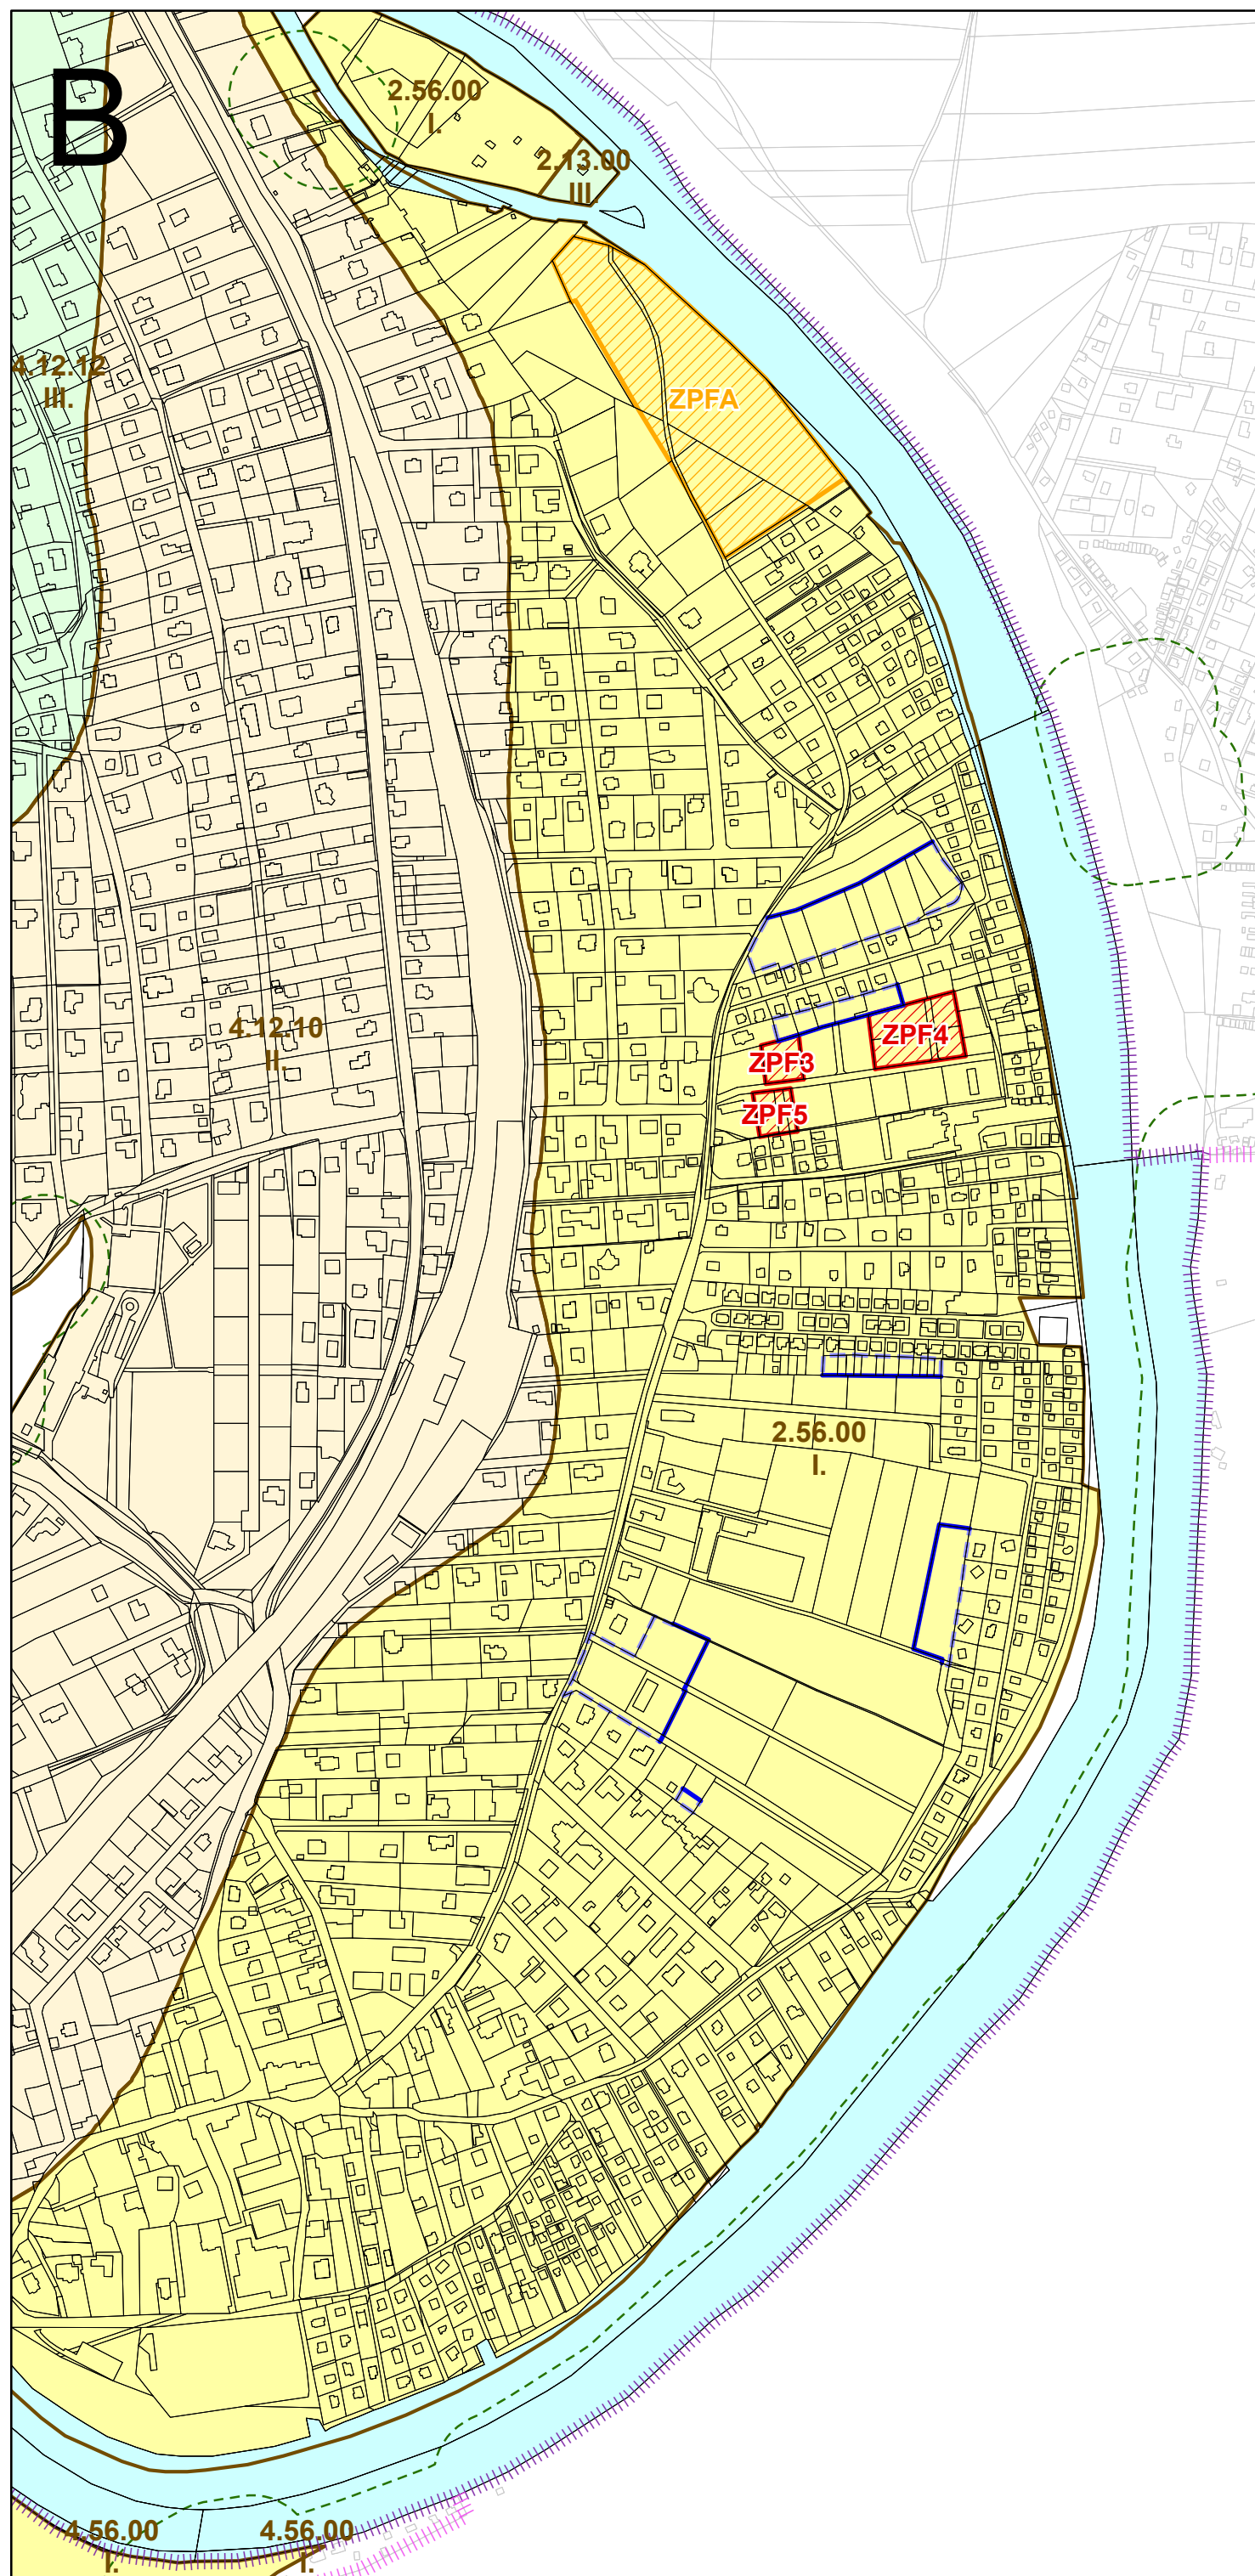 B
2.56.00
I.
2.13.00
III.
4.12.12
III.
ZPFA
4.12.10
II.
ZPF4
ZPF3
ZPF5
2.56.00
I.
4.56.00
I.
4.56.00
I.